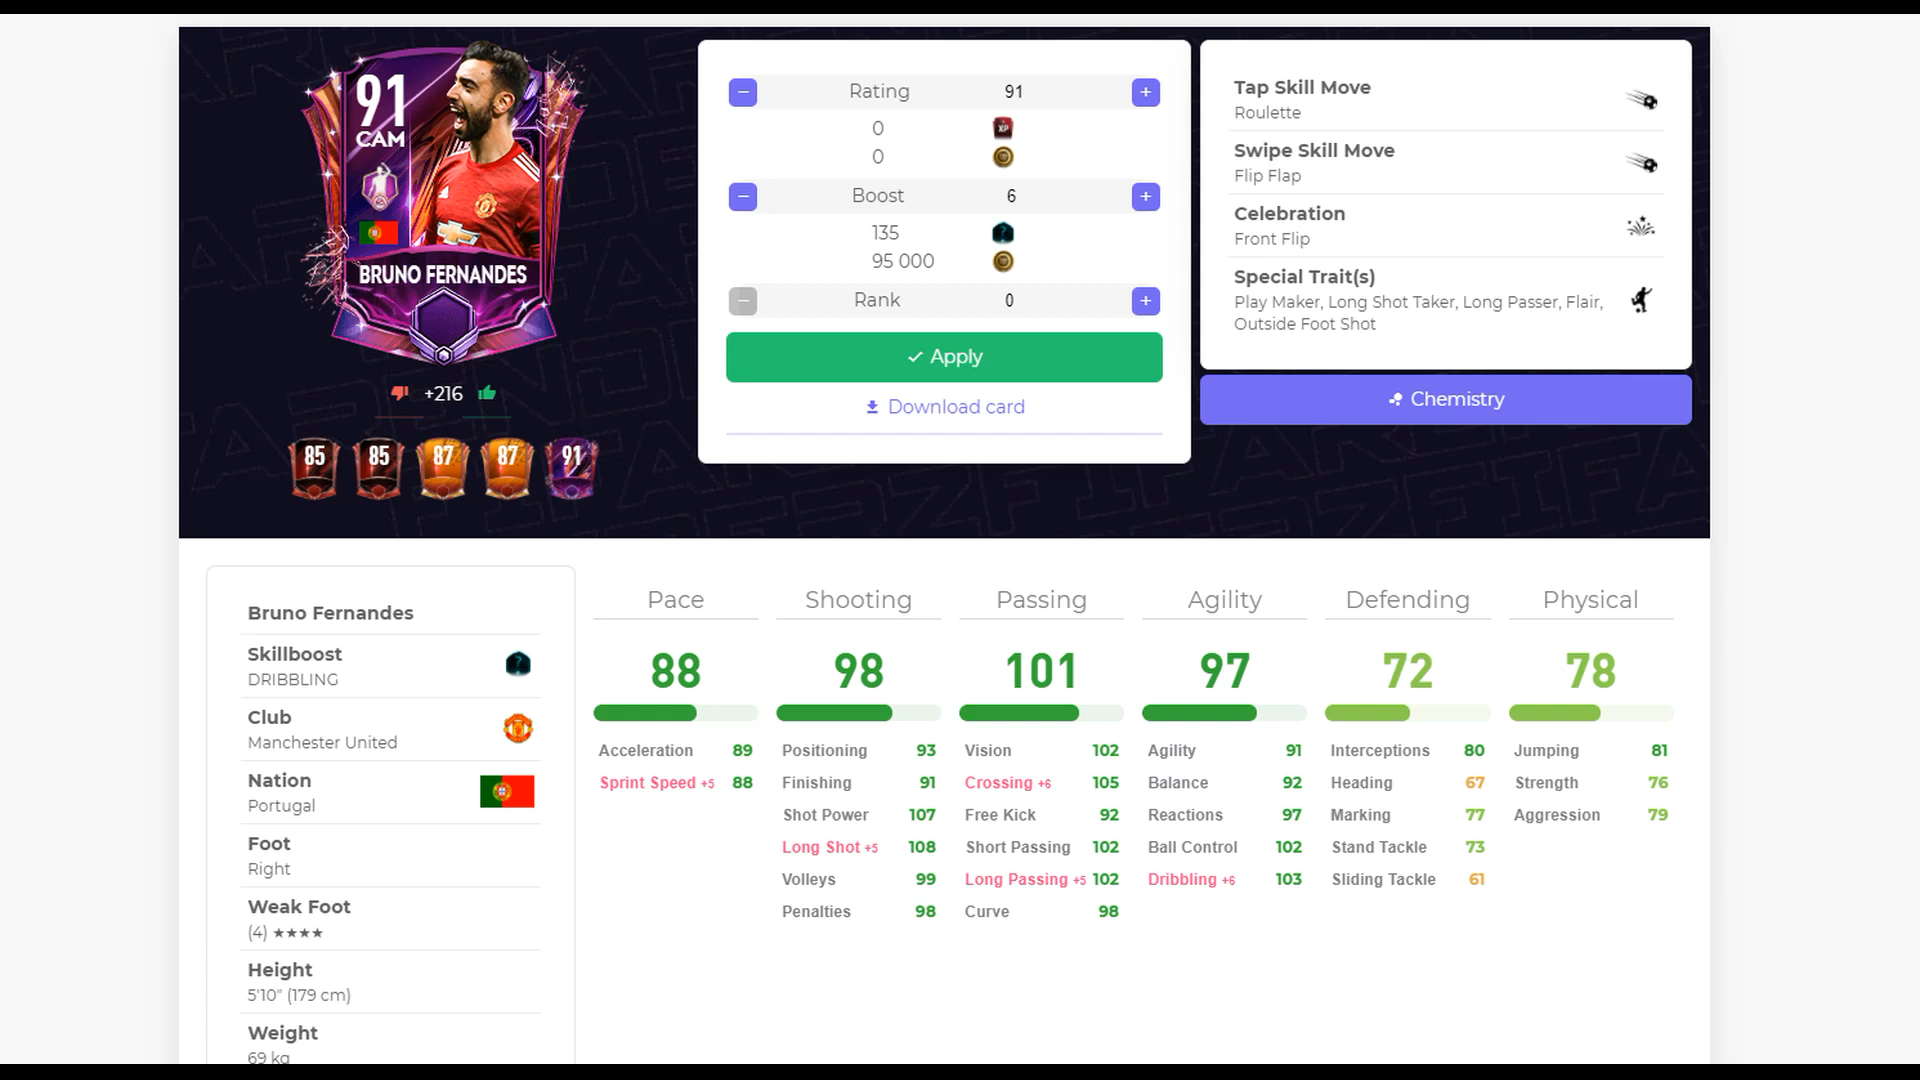 91
CAM
BRUNO FERNANDES
+216
85
85
87
87
91
Rating 91
0
XP
0
Boost 6
135
?
95 000
Rank 0
Apply
Download card
Tap Skill Move
Roulette
Swipe Skill Move
Flip Flap
Celebration
Front Flip
Special Trait(s)
Play Maker, Long Shot Taker, Long Passer, Flair,
Outside Foot Shot
Chemistry
Bruno Fernandes
Skillboost
DRIBBLING
?
Club
Manchester United
Nation
Portugal
Foot
Right
Weak Foot
(4) ★★★★
Height
5'10" (179 cm)
Weight
69 kg
Pace
88
Acceleration 89
Sprint Speed +5 88
Shooting
98
Positioning 93
Finishing 91
Shot Power 107
Long Shot +5 108
Volleys 99
Penalties 98
Passing
101
Vision 102
Crossing +6 105
Free Kick 92
Short Passing 102
Long Passing +5 102
Curve 98
Agility
97
Agility 91
Balance 92
Reactions 97
Ball Control 102
Dribbling +6 103
Defending
72
Interceptions 80
Heading 67
Marking 77
Stand Tackle 73
Sliding Tackle 61
Physical
78
Jumping 81
Strength 76
Aggression 79